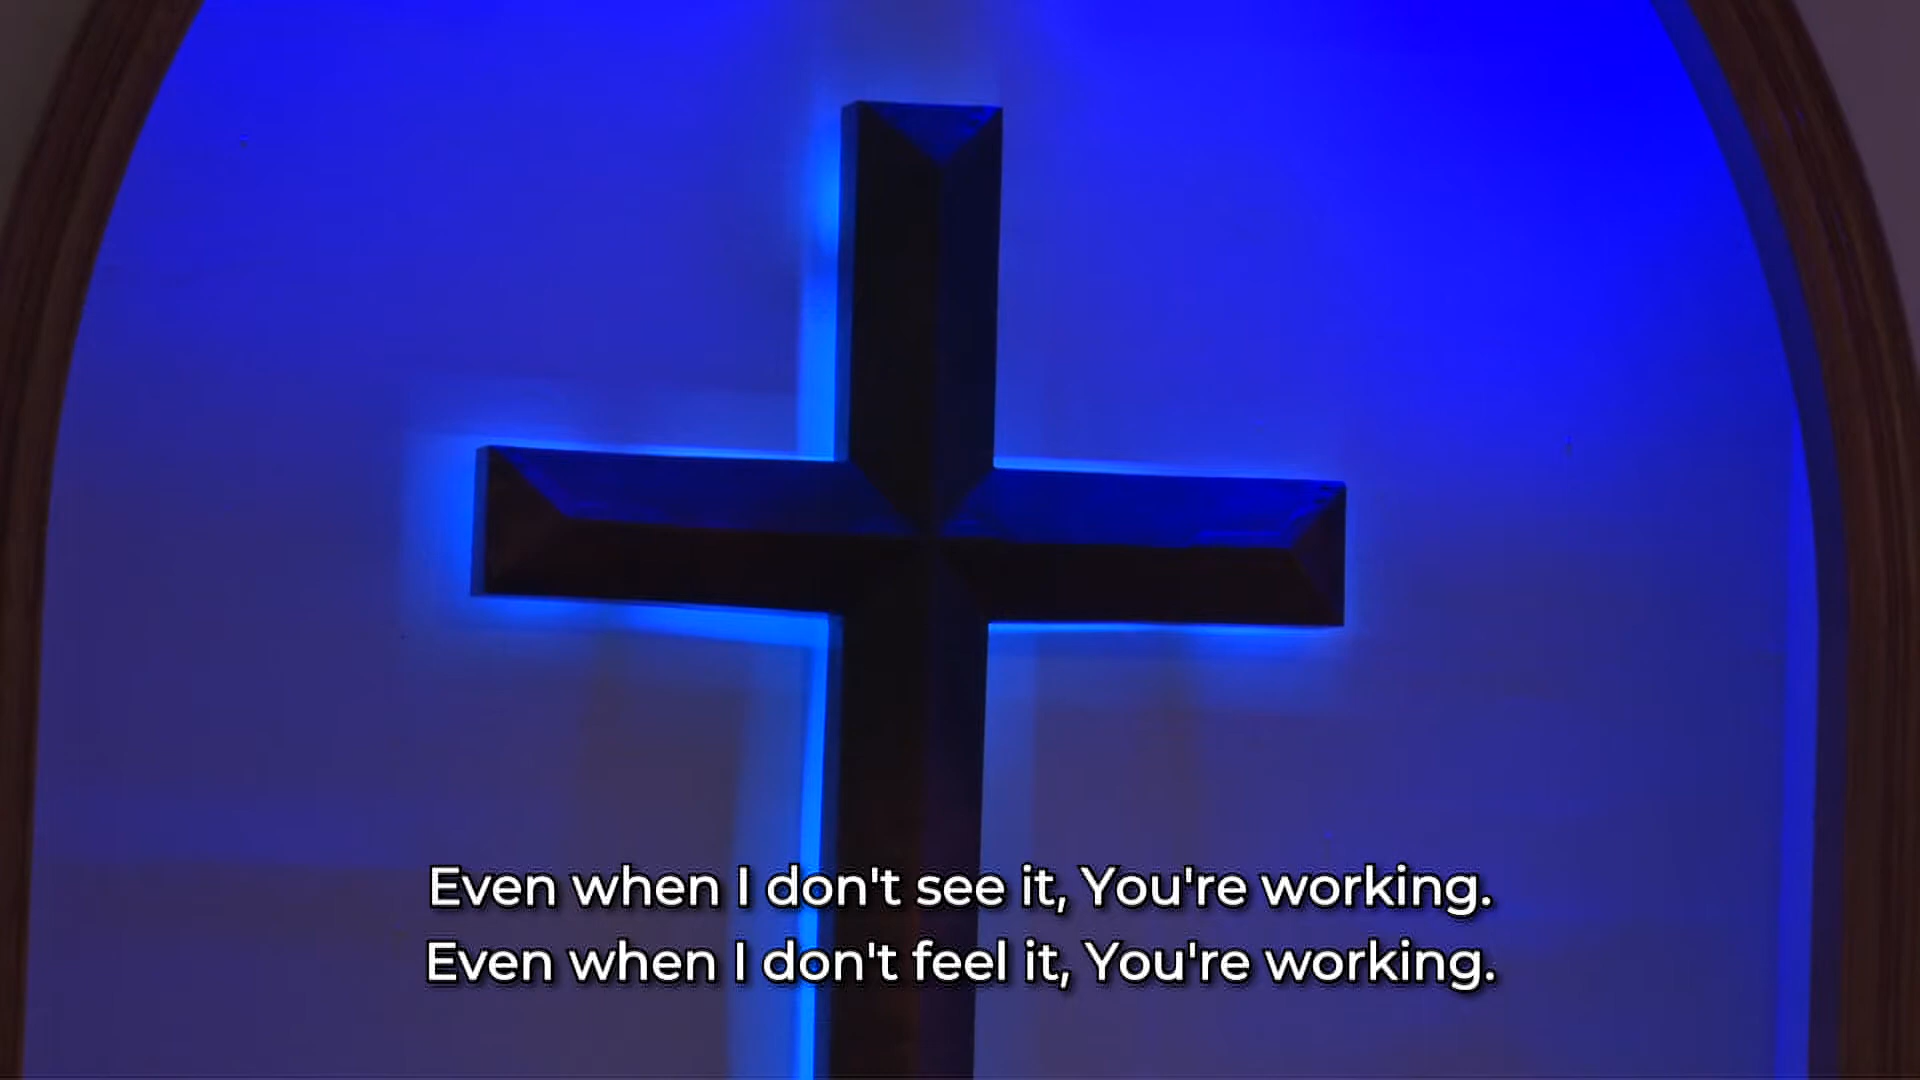 Even when I don't see it, You're working.
Even when I don't feel it, You're working.